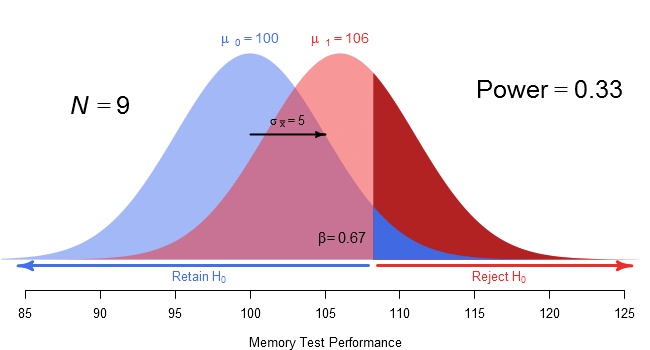 μ 0 = 100
μ 1 = 106
N = 9
Power = 0.33
σx̅ = 5
β= 0.67
Retain H₀
Reject H₀
85 90 95 100 105 110 115 120 125
Memory Test Performance